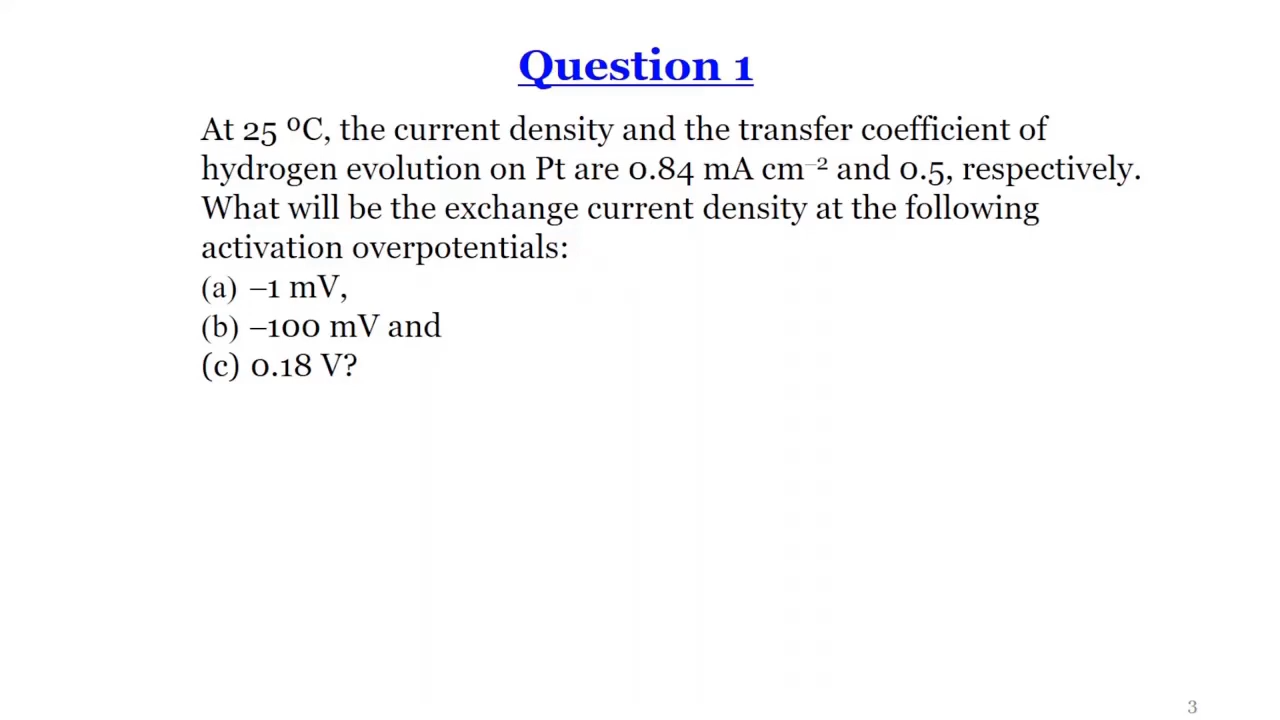 Question 1
At 25 ⁰C, the current density and the transfer coefficient of
hydrogen evolution on Pt are 0.84 mA cm⁻² and 0.5, respectively.
What will be the exchange current density at the following
activation overpotentials:
(a) –1 mV,
(b) –100 mV and
(c) 0.18 V?
3